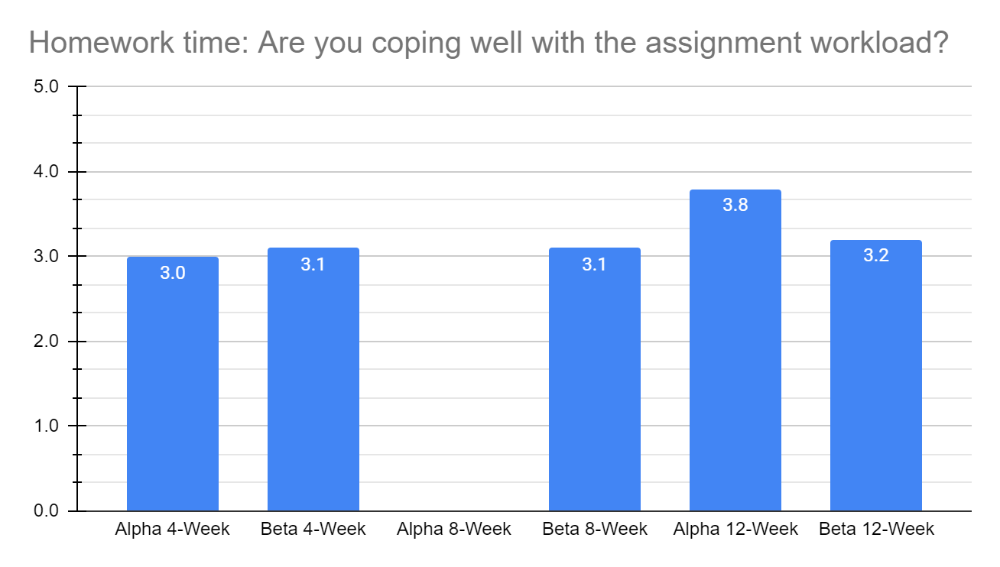 Homework time: Are you coping well with the assignment workload?
5.0
4.0
3.0
2.0
1.0
0.0
3.0
3.1
3.1
3.8
3.2
Alpha 4-Week
Beta 4-Week
Alpha 8-Week
Beta 8-Week
Alpha 12-Week
Beta 12-Week